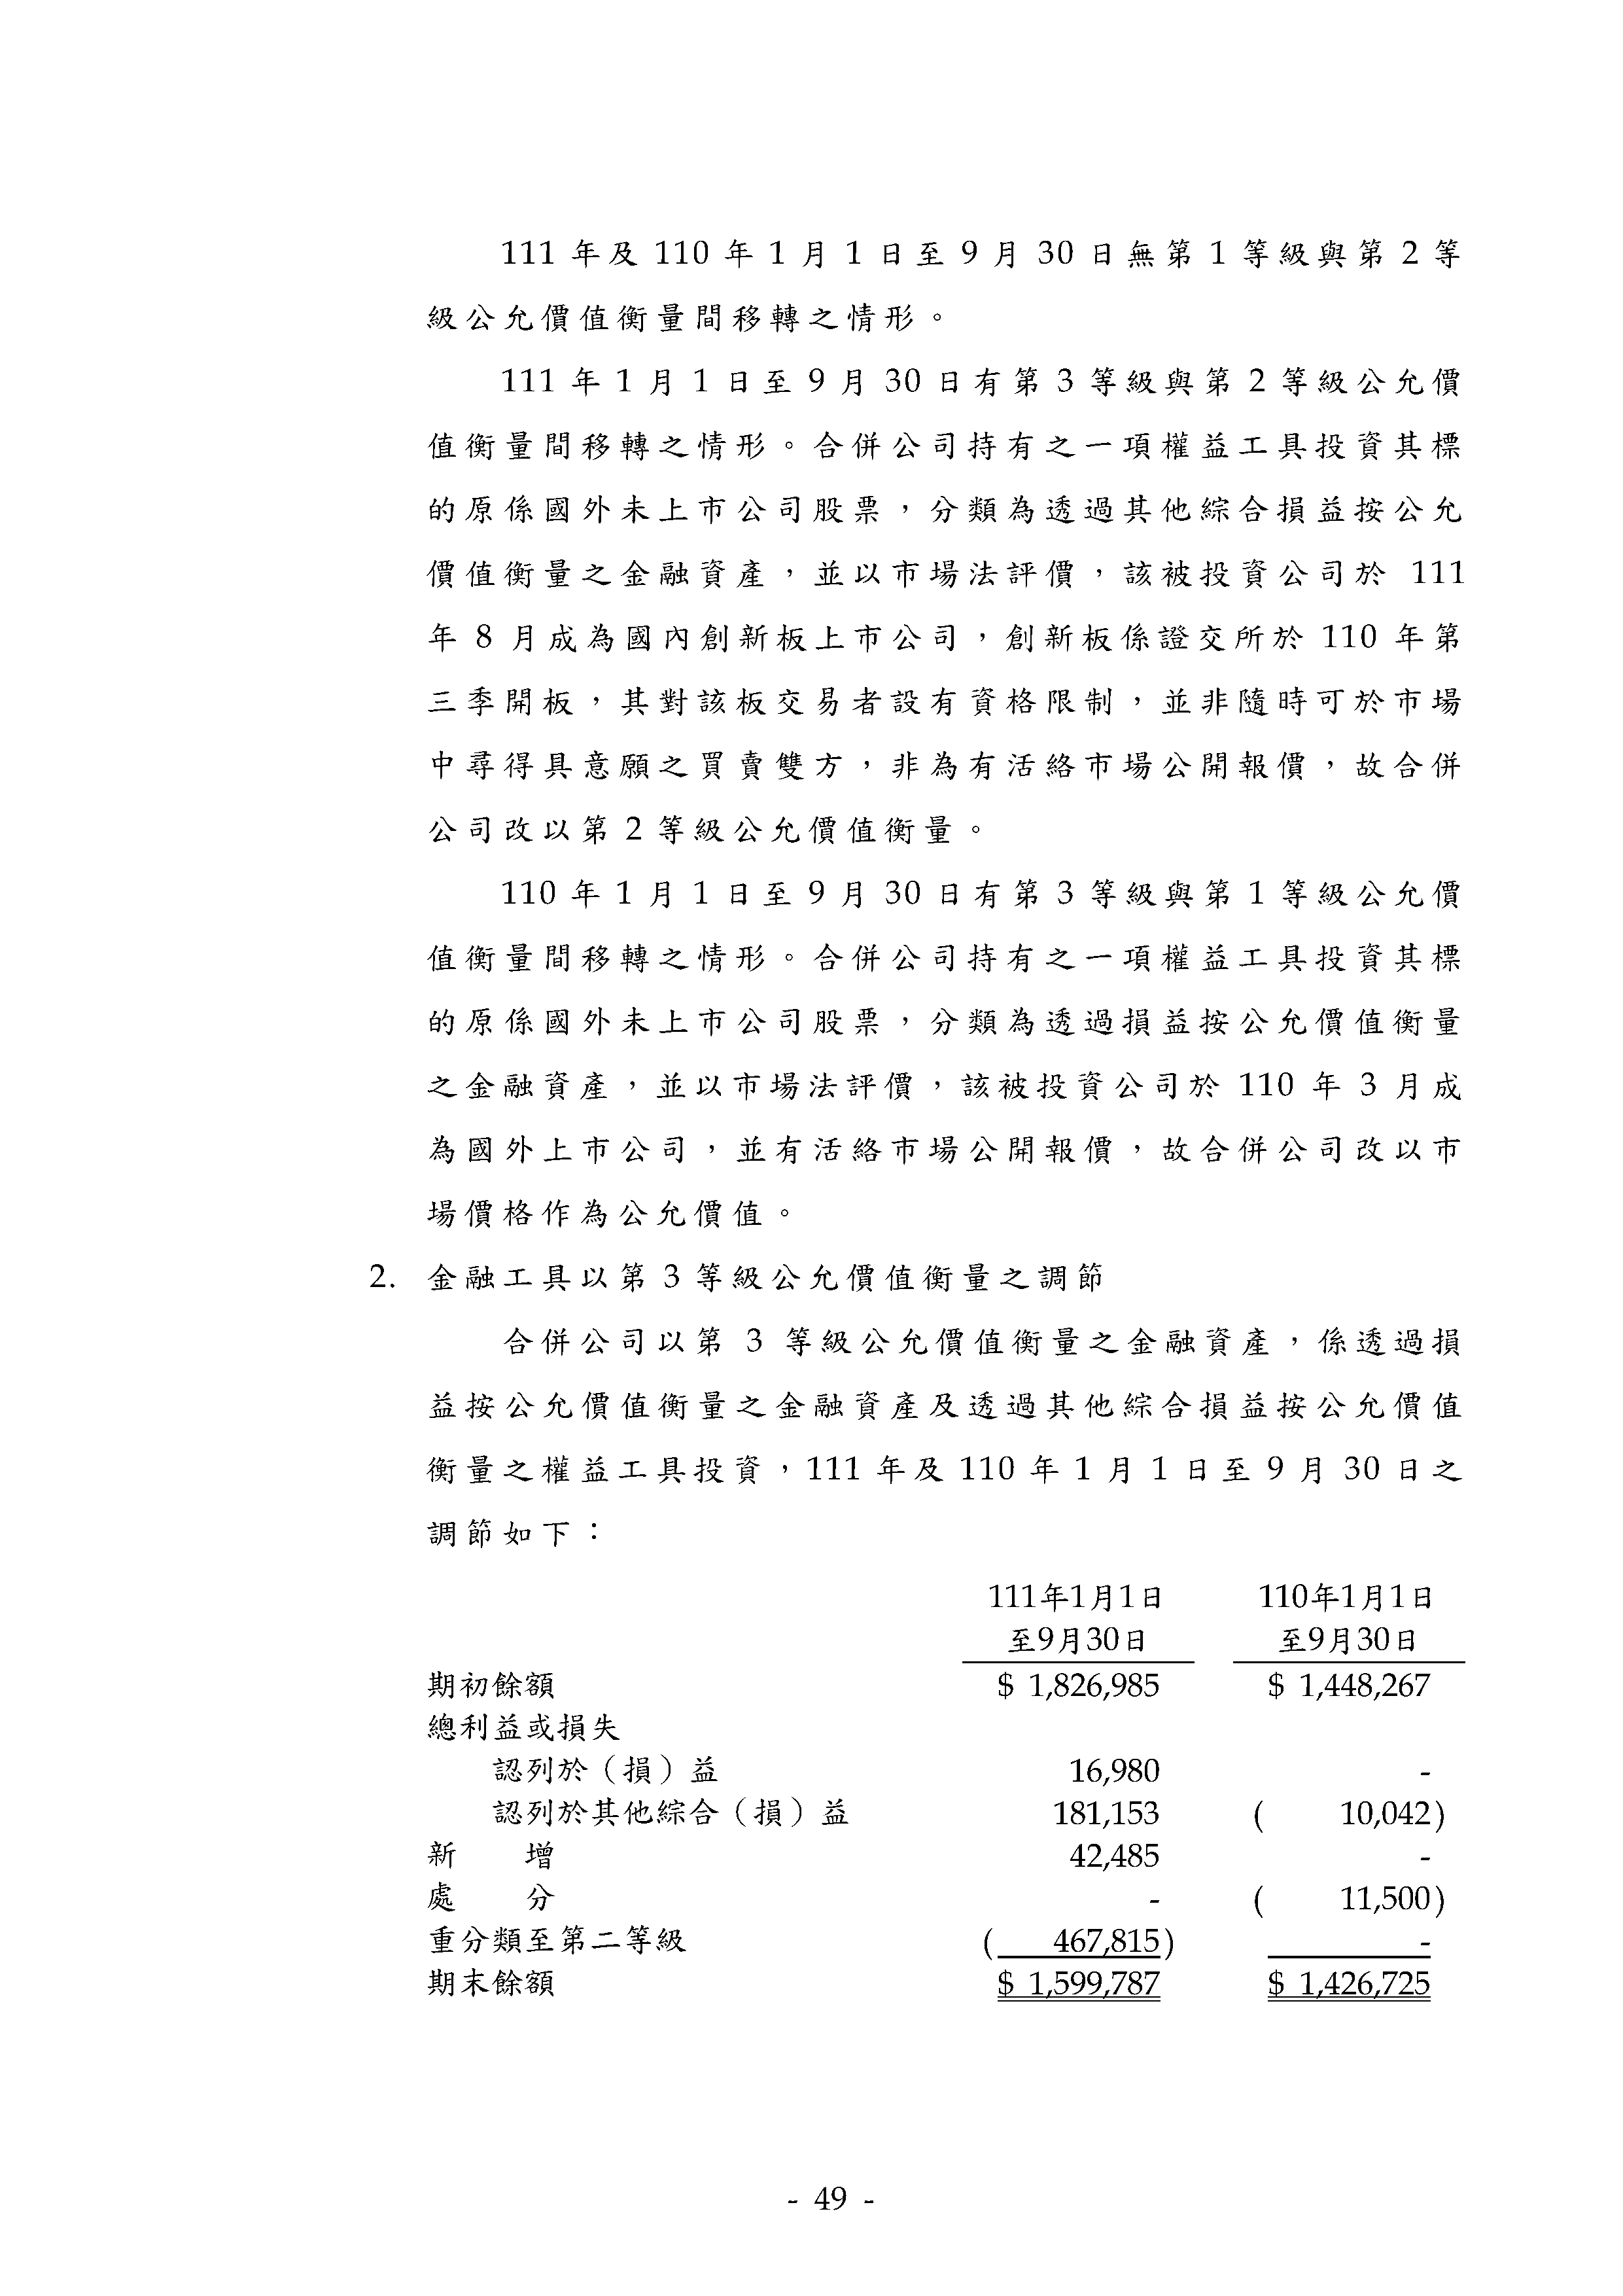 111 年及 110 年 1 月 1 日至 9 月 30 日無第 1 等級與第 2 等
級公允價值衡量間移轉之情形。
111 年 1 月 1 日至 9 月 30 日有第 3 等級與第 2 等級公允價
值衡量間移轉之情形。合併公司持有之一項權益工具投資其標
的原係國外未上市公司股票，分類為透過其他綜合損益按公允
價值衡量之金融資產，並以市場法評價，該被投資公司於 111
年 8 月成為國內創新板上市公司，創新板係證交所於 110 年第
三季開板，其對該板交易者設有資格限制，並非隨時可於市場
中尋得具意願之買賣雙方，非為有活絡市場公開報價，故合併
公司改以第 2 等級公允價值衡量。
110 年 1 月 1 日至 9 月 30 日有第 3 等級與第 1 等級公允價
值衡量間移轉之情形。合併公司持有之一項權益工具投資其標
的原係國外未上市公司股票，分類為透過損益按公允價值衡量
之金融資產，並以市場法評價，該被投資公司於 110 年 3 月成
為國外上市公司，並有活絡市場公開報價，故合併公司改以市
場價格作為公允價值。
2. 金融工具以第 3 等級公允價值衡量之調節
合併公司以第 3 等級公允價值衡量之金融資產，係透過損
益按公允價值衡量之金融資產及透過其他綜合損益按公允價值
衡量之權益工具投資，111 年及 110 年 1 月 1 日至 9 月 30 日之
調節如下：
111年1月1日 110年1月1日
至9月30日 至9月30日
期初餘額 $ 1,826,985 $ 1,448,267
總利益或損失
認列於（損）益 16,980 -
認列於其他綜合（損）益 181,153 ( 10,042)
新 增 42,485 -
處 分 - ( 11,500)
重分類至第二等級 ( 467,815) -
期末餘額 $ 1,599,787 $ 1,426,725
- 49 -